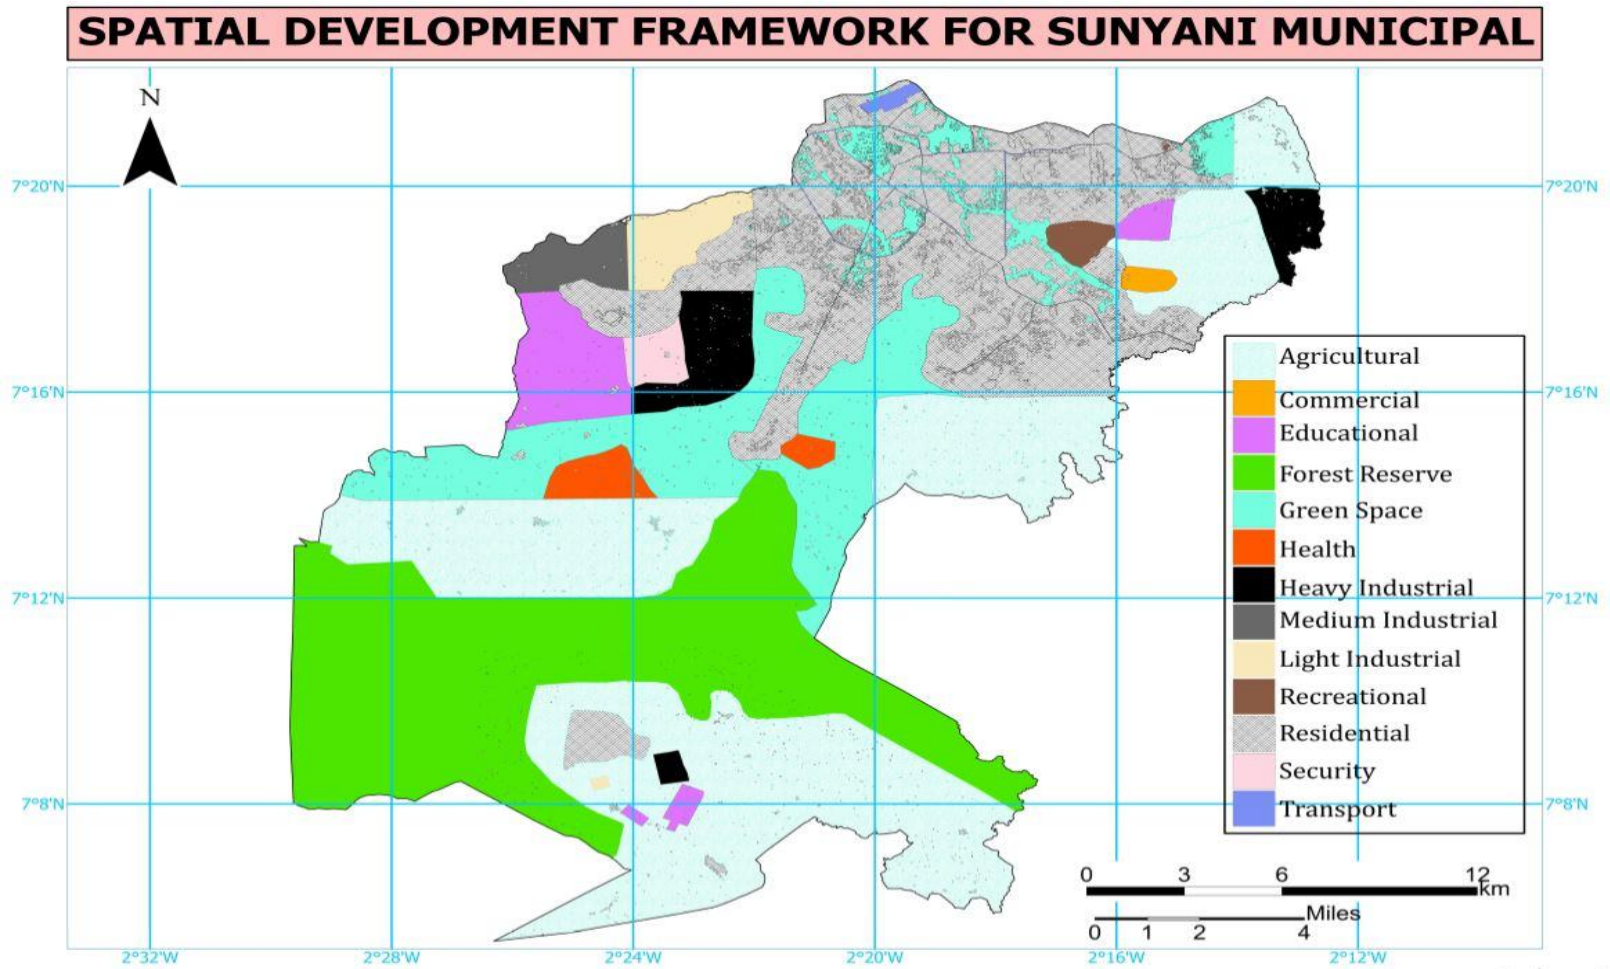 SPATIAL DEVELOPMENT FRAMEWORK FOR SUNYANI MUNICIPAL
N
7°20'N 7°20'N
7°16'N 7°16'N
7°12'N 7°12'N
7°8'N 7°8'N
Agricultural
Commercial
Educational
Forest Reserve
Green Space
Health
Heavy Industrial
Medium Industrial
Light Industrial
Recreational
Residential
Security
Transport
0 3 6 12
km
Miles
0 1 2 4
2°32'W 2°28'W 2°24'W 2°20'W 2°16'W 2°12'W